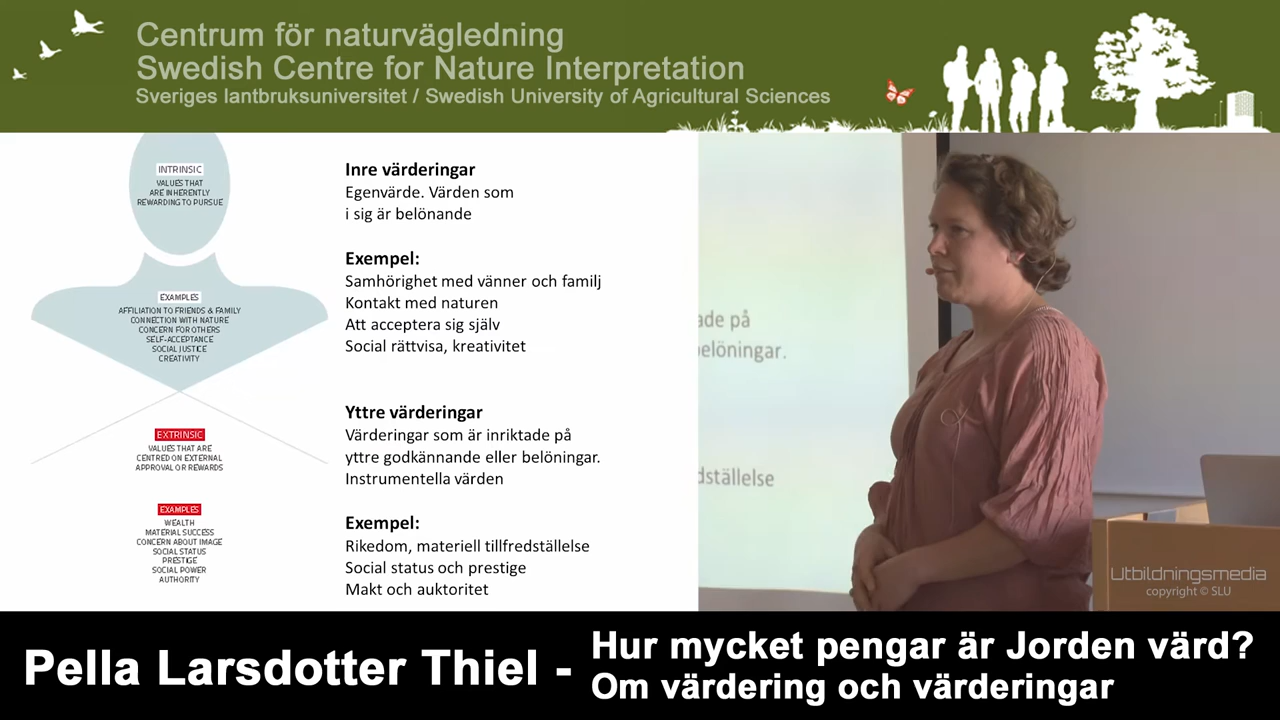 Centrum för naturvägledning
Swedish Centre for Nature Interpretation
Sveriges lantbruksuniversitet / Swedish University of Agricultural Sciences
INTRINSIC
VALUES THAT
ARE INHERENTLY
REWARDING TO PURSUE
EXAMPLES
AFFILIATION TO FRIENDS & FAMILY
CONNECTION WITH NATURE
CONCERN FOR OTHERS
SELF-ACCEPTANCE
SOCIAL JUSTICE
CREATIVITY
EXTRINSIC
VALUES THAT ARE
CENTRED ON EXTERNAL
APPROVAL OR REWARDS
EXAMPLES
WEALTH
MATERIAL SUCCESS
CONCERN ABOUT IMAGE
SOCIAL STATUS
PRESTIGE
SOCIAL POWER
AUTHORITY
Inre värderingar
Egenvärde. Värden som
i sig är belönande
Exempel:
Samhörighet med vänner och familj
Kontakt med naturen
Att acceptera sig själv
Social rättvisa, kreativitet
Yttre värderingar
Värderingar som är inriktade på
yttre godkännande eller belöningar.
Instrumentella värden
Exempel:
Rikedom, materiell tillfredställelse
Social status och prestige
Makt och auktoritet
ade på
elöningar.
dställelse
Utbildningsmedia
copyright © SLU
Pella Larsdotter Thiel -
Hur mycket pengar är Jorden värd?
Om värdering och värderingar